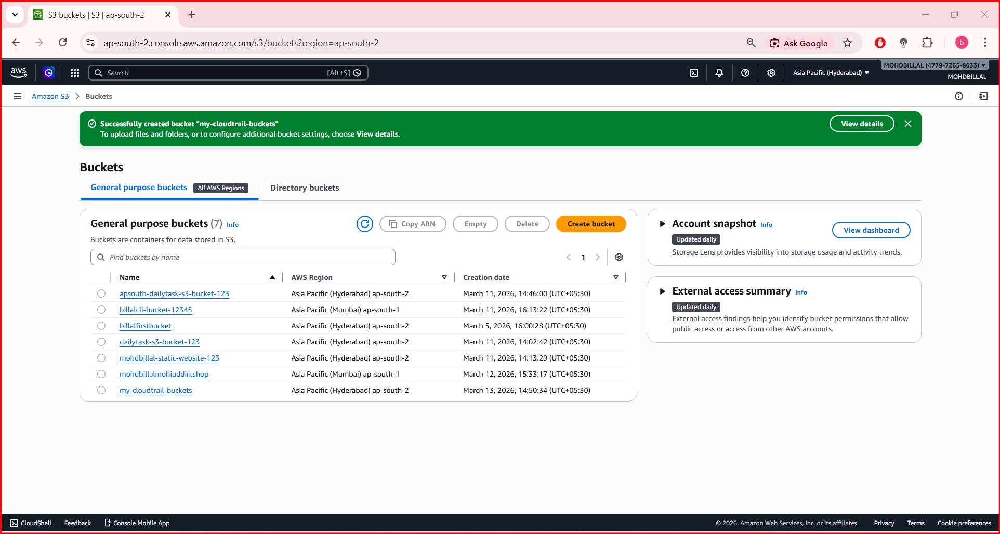 S3 buckets | S3 | ap-south-2
ap-south-2.console.aws.amazon.com/s3/buckets?region=ap-south-2
Ask Google
b
aws
Search
[Alt+S]
Asia Pacific (Hyderabad)
MOHDBILLAL (4779-7265-8633)
MOHDBILLAL
Amazon S3
Buckets
Successfully created bucket "my-cloudtrail-buckets"
To upload files and folders, or to configure additional bucket settings, choose View details.
View details
Buckets
General purpose buckets
All AWS Regions
Directory buckets
General purpose buckets (7) Info
Copy ARN
Empty
Delete
Create bucket
Buckets are containers for data stored in S3.
Find buckets by name
1
Name AWS Region Creation date
apsouth-dailytask-s3-bucket-123 Asia Pacific (Hyderabad) ap-south-2 March 11, 2026, 14:46:00 (UTC+05:30)
billalcli-bucket-12345 Asia Pacific (Mumbai) ap-south-1 March 11, 2026, 16:13:22 (UTC+05:30)
billalfirstbucket Asia Pacific (Hyderabad) ap-south-2 March 5, 2026, 16:00:28 (UTC+05:30)
dailytask-s3-bucket-123 Asia Pacific (Hyderabad) ap-south-2 March 11, 2026, 14:02:42 (UTC+05:30)
mohdbillal-static-website-123 Asia Pacific (Hyderabad) ap-south-2 March 11, 2026, 14:13:29 (UTC+05:30)
mohdbillalmohiuddin.shop Asia Pacific (Mumbai) ap-south-1 March 12, 2026, 15:33:17 (UTC+05:30)
my-cloudtrail-buckets Asia Pacific (Hyderabad) ap-south-2 March 13, 2026, 14:50:34 (UTC+05:30)
Account snapshot Info
Updated daily
View dashboard
Storage Lens provides visibility into storage usage and activity trends.
External access summary Info
Updated daily
External access findings help you identify bucket permissions that allow
public access or access from other AWS accounts.
CloudShell
Feedback
Console Mobile App
© 2026, Amazon Web Services, Inc. or its affiliates.
Privacy
Terms
Cookie preferences